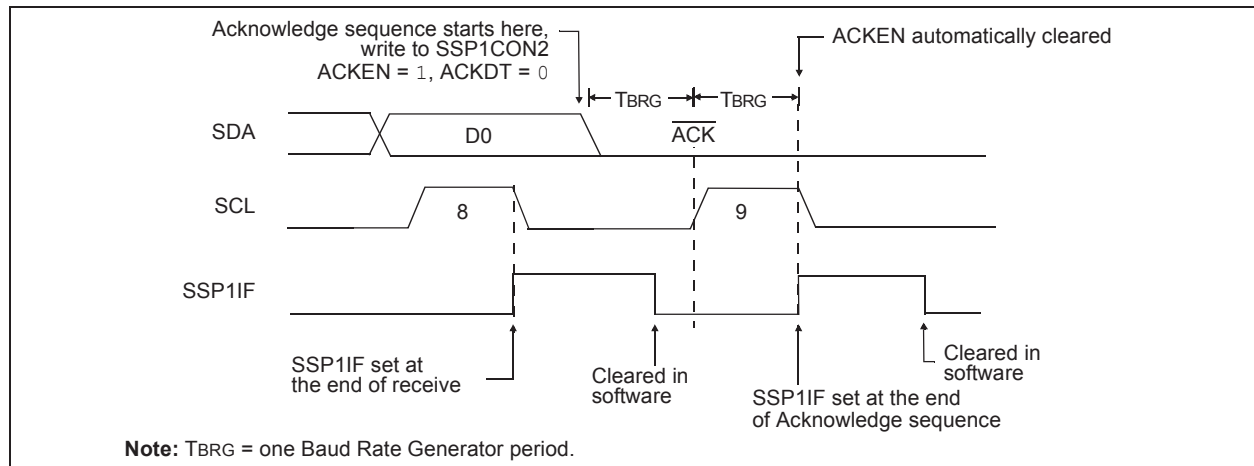 Acknowledge sequence starts here,
write to SSP1CON2
ACKEN = 1, ACKDT = 0
ACKEN automatically cleared
TBRG
TBRG
SDA
D0
ACK
SCL
8
9
SSP1IF
SSP1IF set at
the end of receive
Cleared in
software
SSP1IF set at the end
of Acknowledge sequence
Cleared in
software
Note: TBRG = one Baud Rate Generator period.